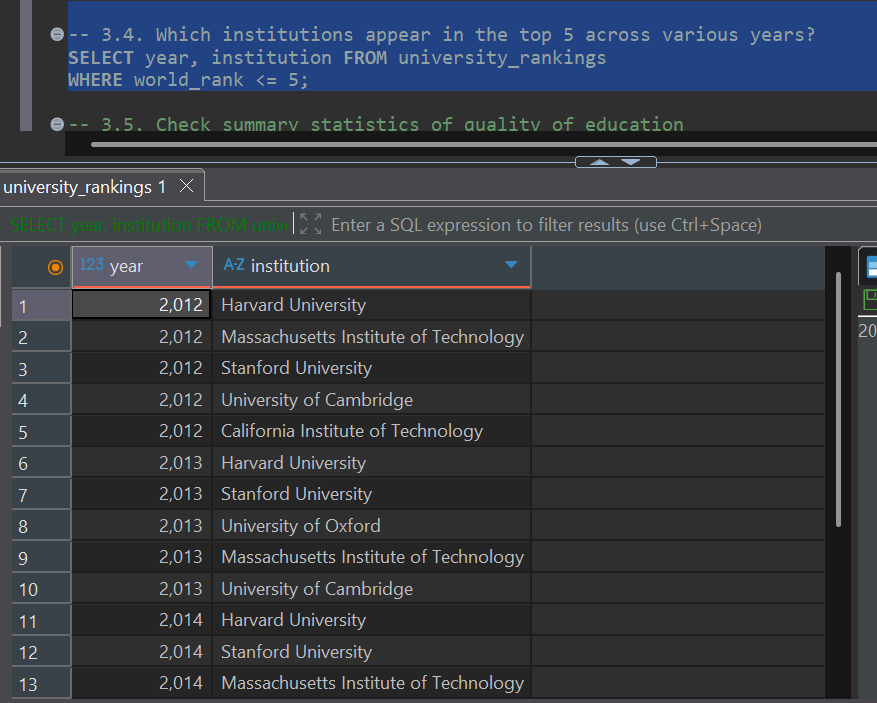 -- 3.4. Which institutions appear in the top 5 across various years?
SELECT year, institution FROM university_rankings
WHERE world_rank <= 5;
-- 3.5. Check summary statistics of quality of education
university_rankings 1
SELECT year, institution FROM univ
Enter a SQL expression to filter results (use Ctrl+Space)
123 year A-Z institution
1 2,012 Harvard University
2 2,012 Massachusetts Institute of Technology
3 2,012 Stanford University
4 2,012 University of Cambridge
5 2,012 California Institute of Technology
6 2,013 Harvard University
7 2,013 Stanford University
8 2,013 University of Oxford
9 2,013 Massachusetts Institute of Technology
10 2,013 University of Cambridge
11 2,014 Harvard University
12 2,014 Stanford University
13 2,014 Massachusetts Institute of Technology
20